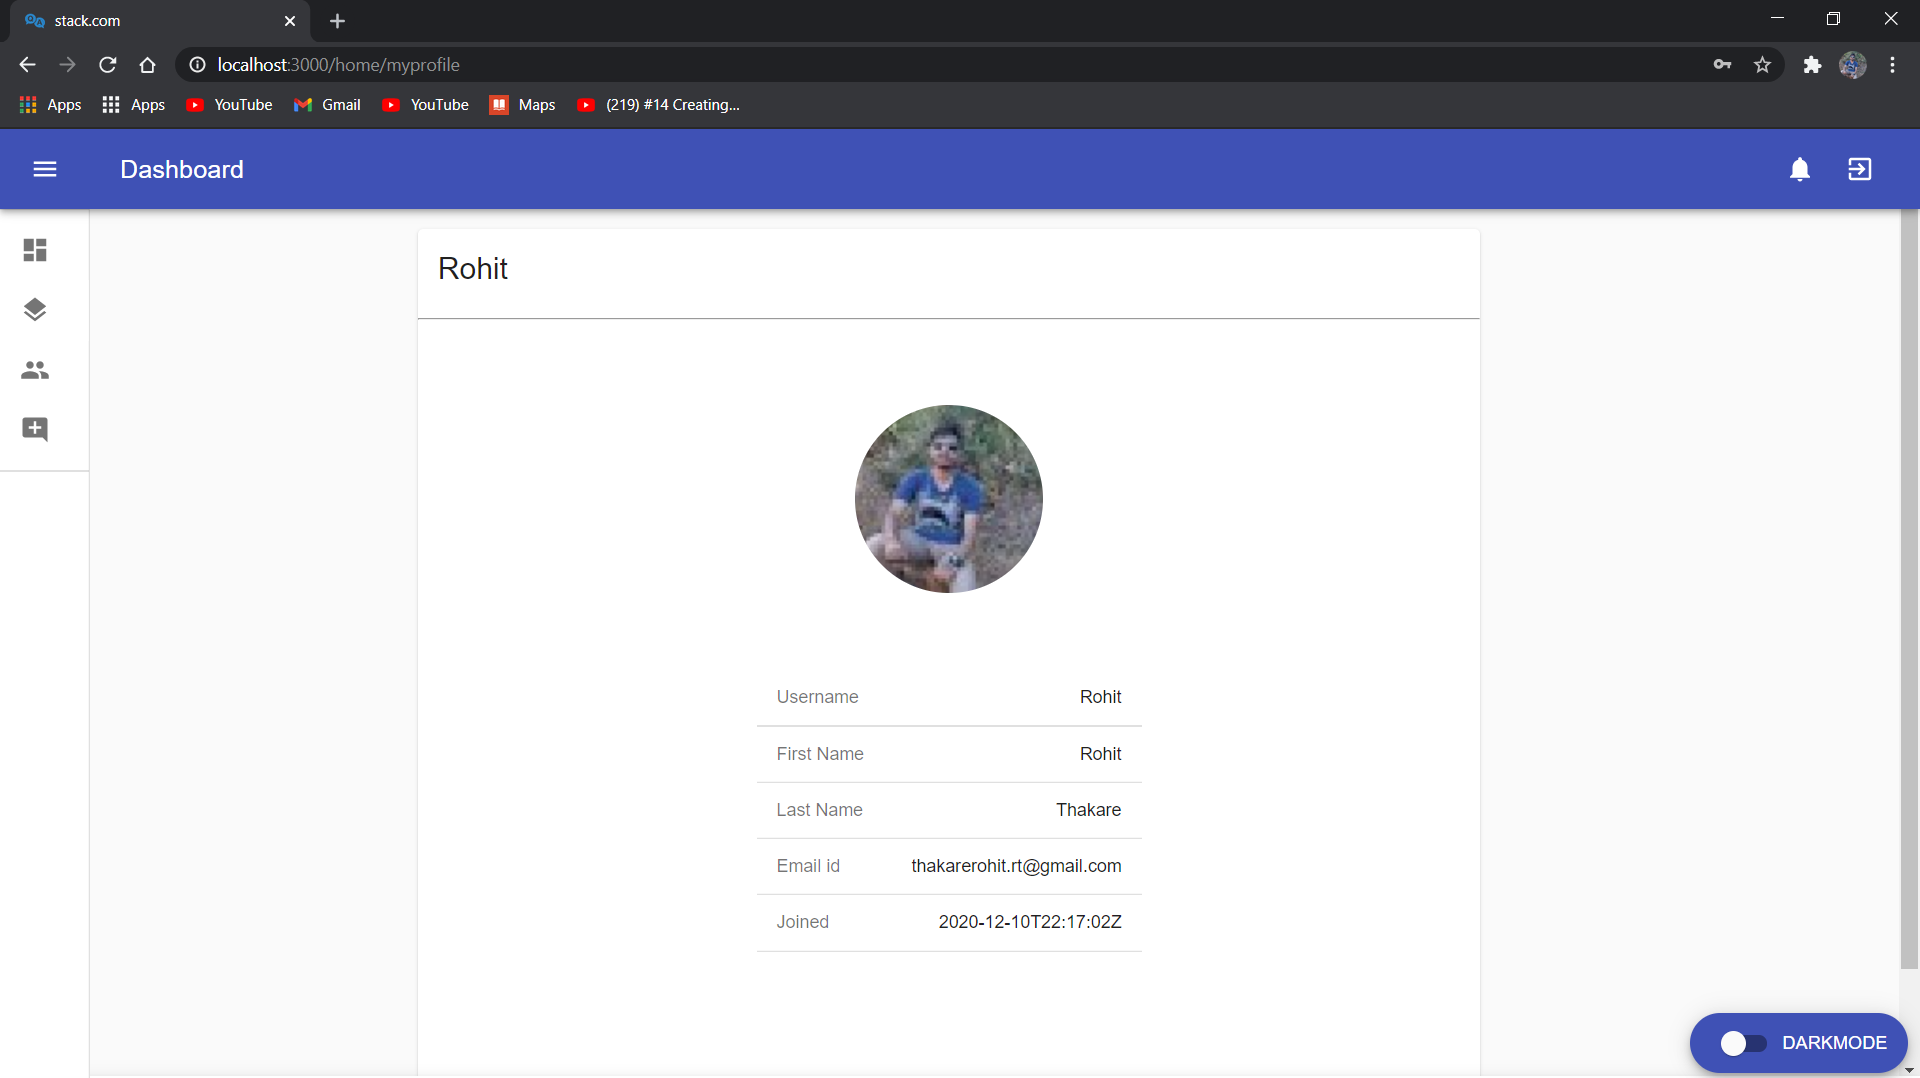 stack.com
localhost:3000/home/myprofile
Apps Apps YouTube Gmail YouTube Maps (219) #14 Creating...
Dashboard
Rohit
Username Rohit
First Name Rohit
Last Name Thakare
Email id thakarerohit.rt@gmail.com
Joined 2020-12-10T22:17:02Z
DARKMODE